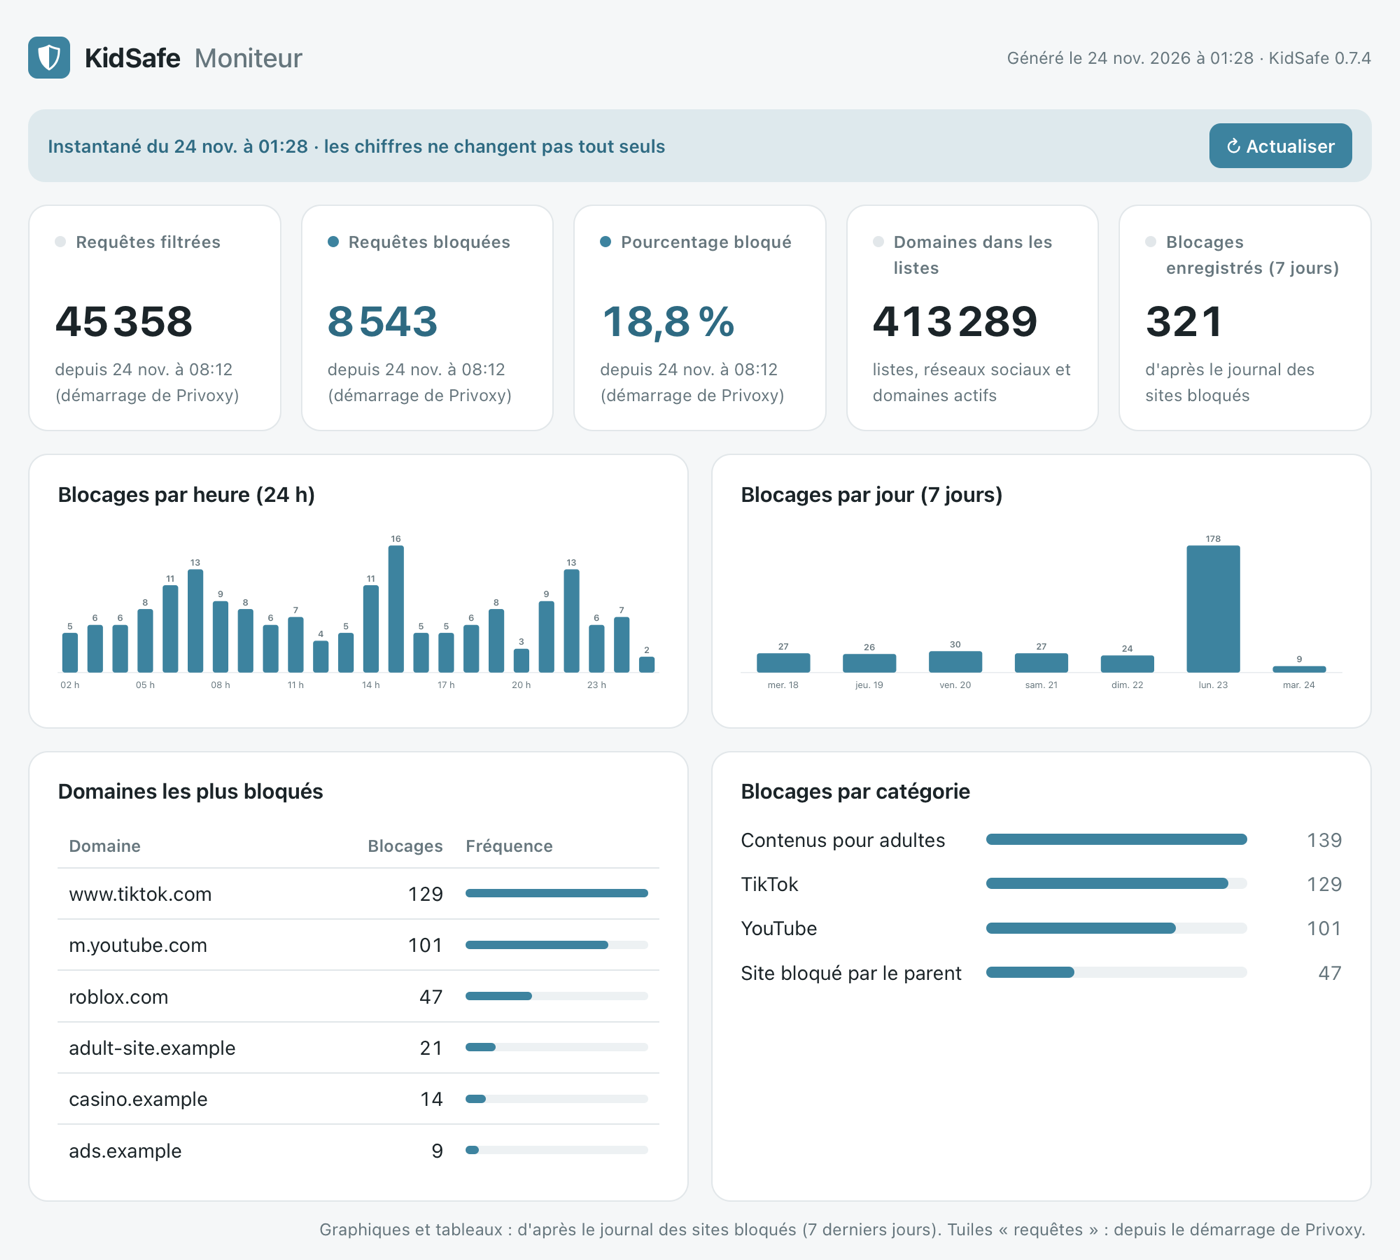 KidSafe Moniteur
Généré le 24 nov. 2026 à 01:28 · KidSafe 0.7.4
Instantané du 24 nov. à 01:28 · les chiffres ne changent pas tout seuls
↻ Actualiser
Requêtes filtrées
45 358
depuis 24 nov. à 08:12
(démarrage de Privoxy)
Requêtes bloquées
8 543
depuis 24 nov. à 08:12
(démarrage de Privoxy)
Pourcentage bloqué
18,8 %
depuis 24 nov. à 08:12
(démarrage de Privoxy)
Domaines dans les
listes
413 289
listes, réseaux sociaux et
domaines actifs
Blocages
enregistrés (7 jours)
321
d'après le journal des
sites bloqués
Blocages par heure (24 h)
5 6 6 8 11 13 9 8 6 7 4 5 11 16 5 5 6 8 3 9 13 6 7 2
02 h 05 h 08 h 11 h 14 h 17 h 20 h 23 h
Blocages par jour (7 jours)
27 26 30 27 24 178 9
mer. 18 jeu. 19 ven. 20 sam. 21 dim. 22 lun. 23 mar. 24
Domaines les plus bloqués
Domaine Blocages Fréquence
www.tiktok.com 129
m.youtube.com 101
roblox.com 47
adult-site.example 21
casino.example 14
ads.example 9
Blocages par catégorie
Contenus pour adultes 139
TikTok 129
YouTube 101
Site bloqué par le parent 47
Graphiques et tableaux : d'après le journal des sites bloqués (7 derniers jours). Tuiles « requêtes » : depuis le démarrage de Privoxy.